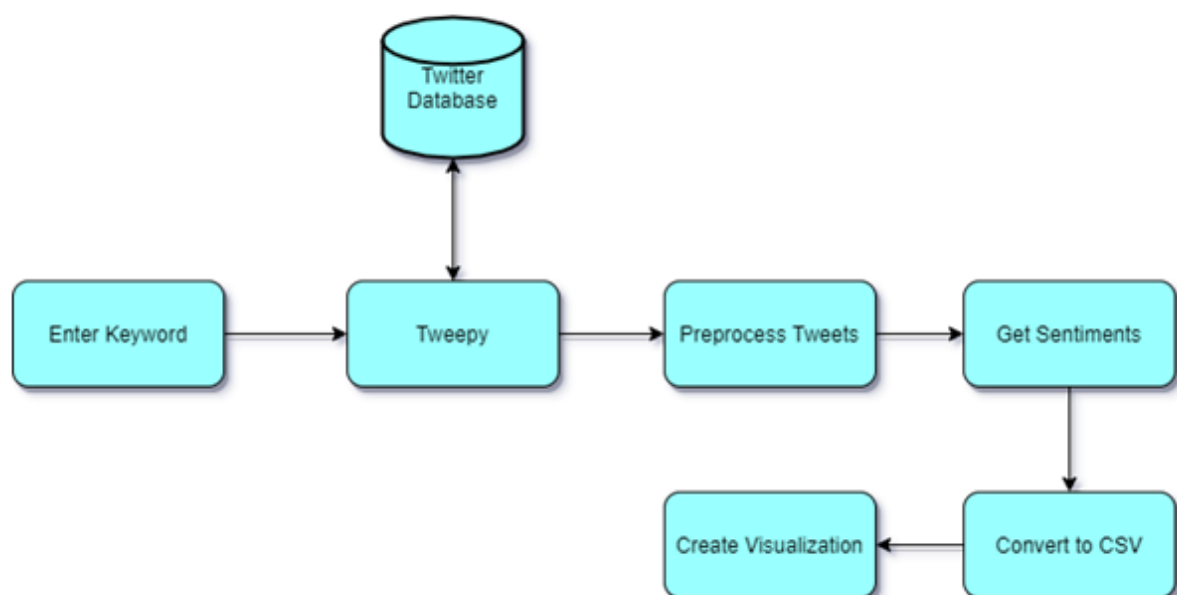 Twitter
Database
Enter Keyword
Tweepy
Preprocess Tweets
Get Sentiments
Create Visualization
Convert to CSV